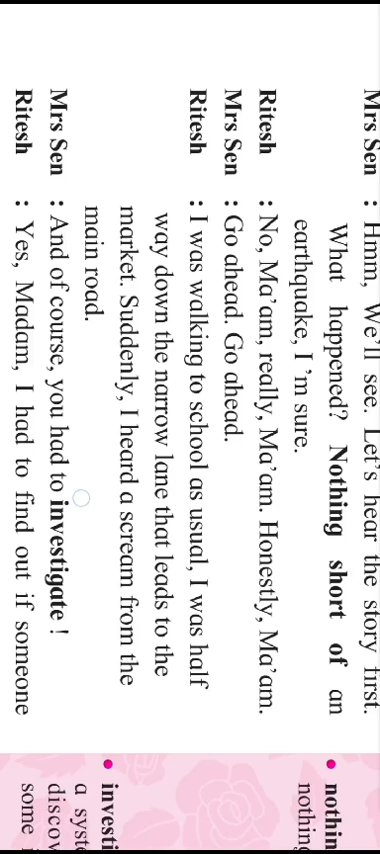 Mrs Sen : Hmm, We'll see. Let's hear the story first.
What happened? Nothing short of an
earthquake, I 'm sure.
Ritesh : No, Ma'am, really, Ma'am. Honestly, Ma'am.
Mrs Sen : Go ahead. Go ahead.
Ritesh : I was walking to school as usual, I was half
way down the narrow lane that leads to the
market. Suddenly, I heard a scream from the
main road.
Mrs Sen : And of course, you had to investigate !
Ritesh : Yes, Madam, I had to find out if someone
• nothin
nothing
• investi
a syste
discov
some